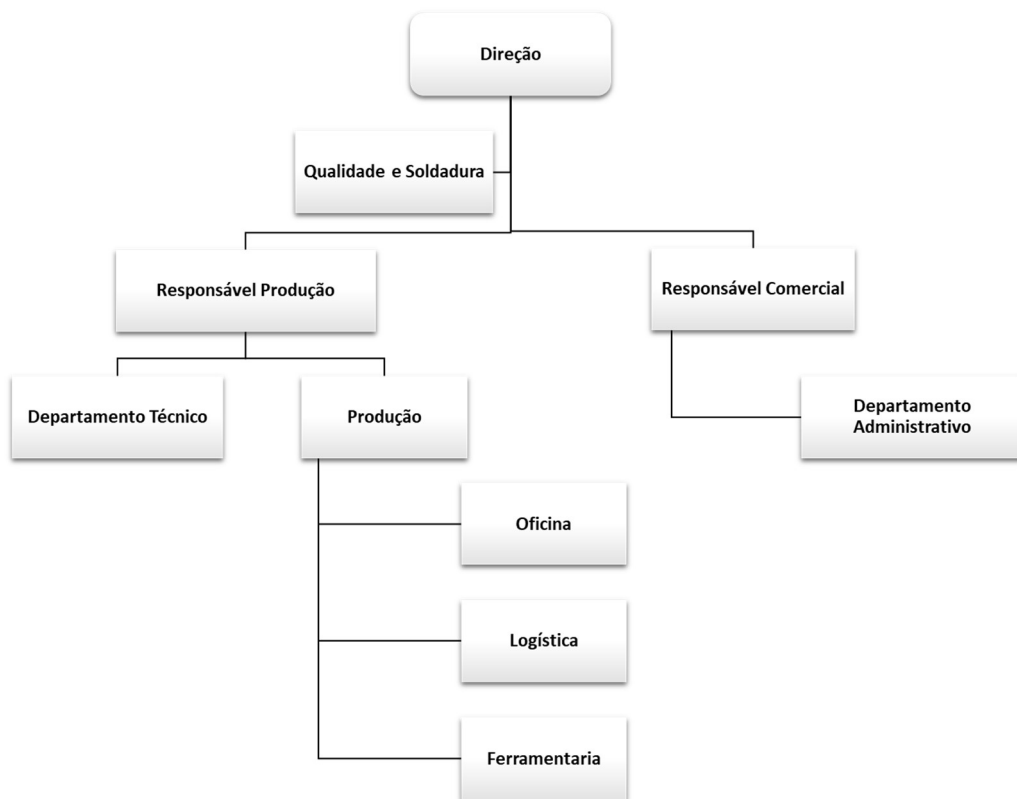 Direção
Qualidade e Soldadura
Responsável Produção
Responsável Comercial
Departamento Técnico
Produção
Departamento
Administrativo
Oficina
Logística
Ferramentaria